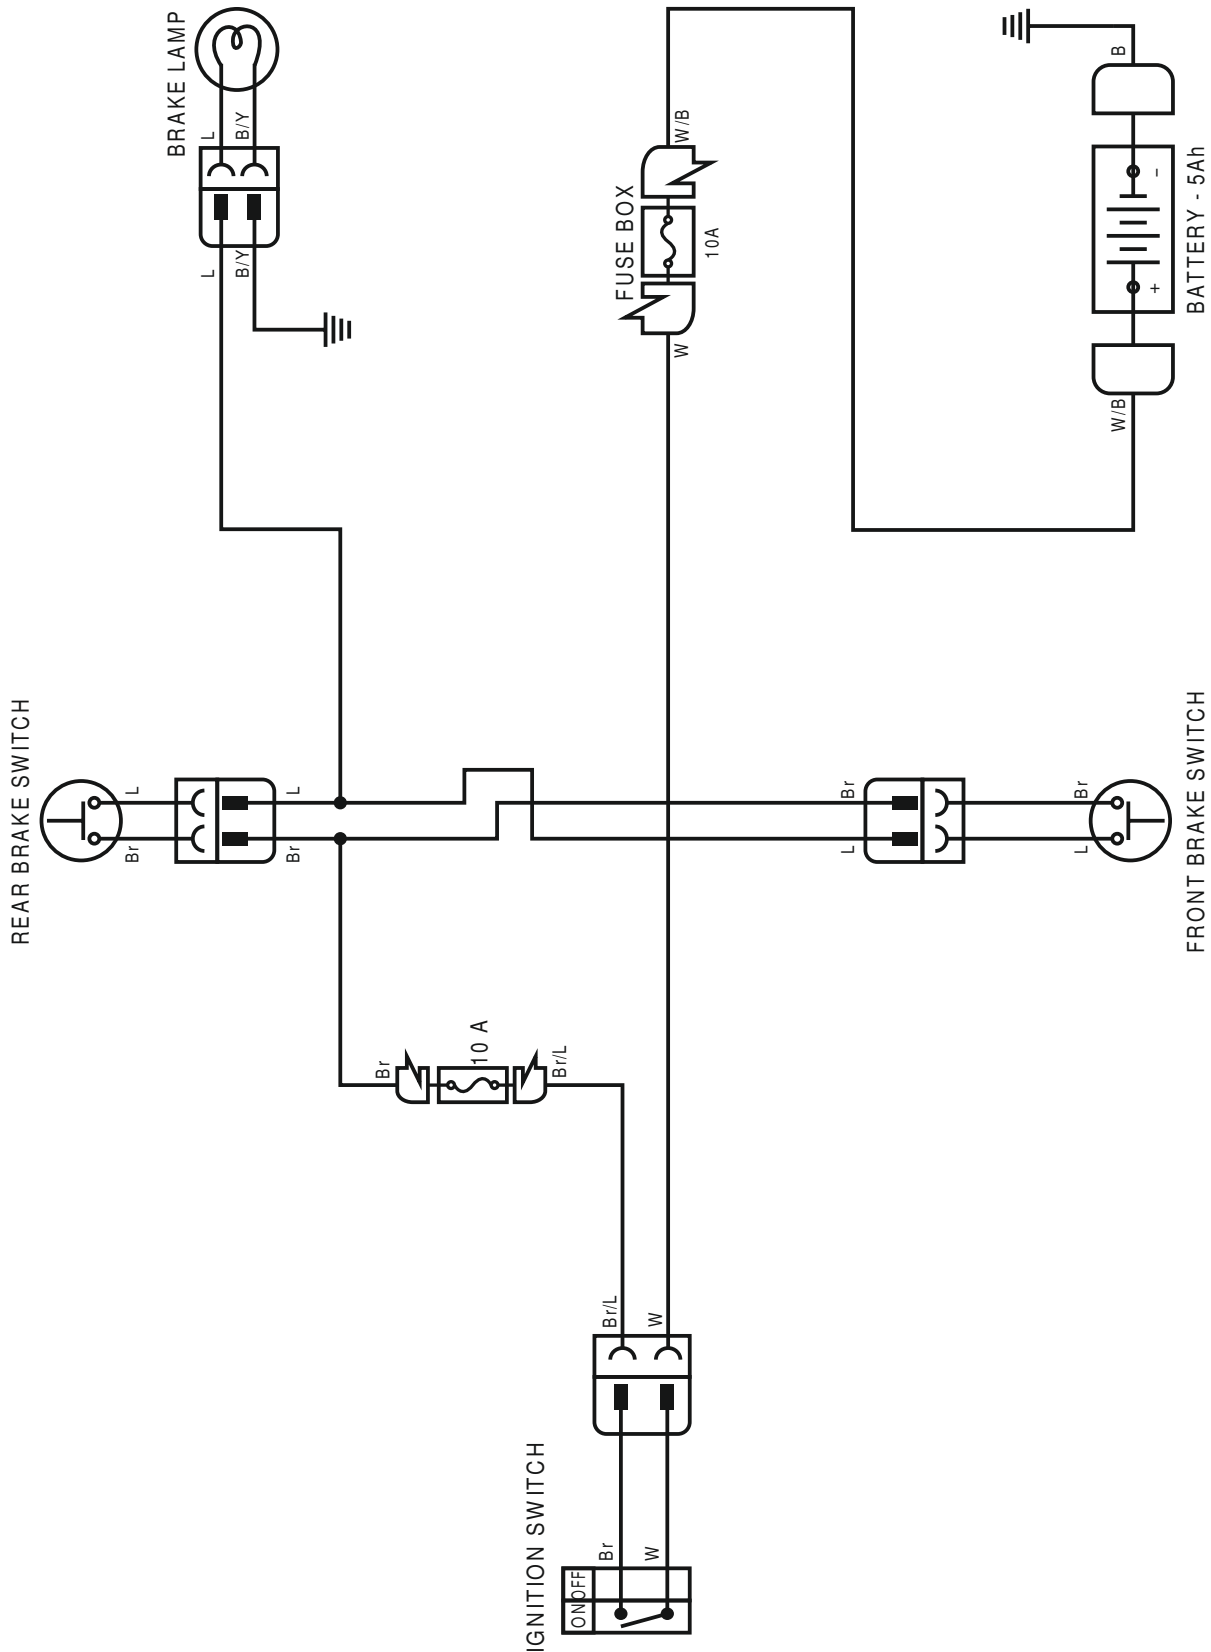 BRAKE LAMP
L
B/Y
L
B/Y
FUSE BOX
W/B
10A
W
B
-
+
BATTERY - 5Ah
W/B
REAR BRAKE SWITCH
L
Br
L
Br
Br
L
Br
L
FRONT BRAKE SWITCH
Br
10 A
Br/L
Br/L
W
IGNITION SWITCH
Br
W
ON
OFF